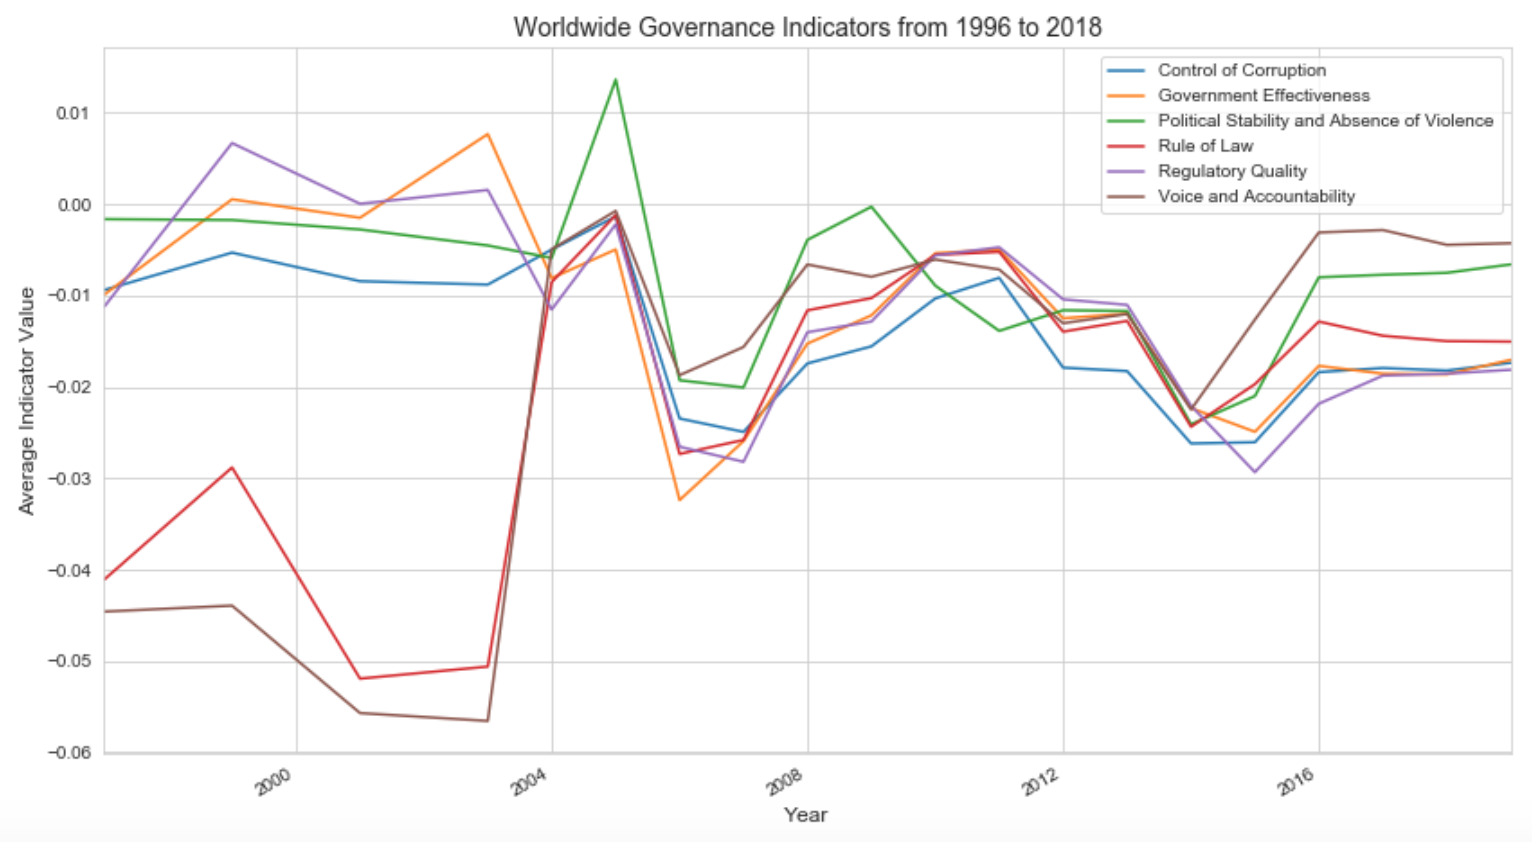 Worldwide Governance Indicators from 1996 to 2018
Control of Corruption
Government Effectiveness
Political Stability and Absence of Violence
Rule of Law
Regulatory Quality
Voice and Accountability
Average Indicator Value
0.01
0.00
−0.01
−0.02
−0.03
−0.04
−0.05
−0.06
2000
2004
2008
2012
2016
Year